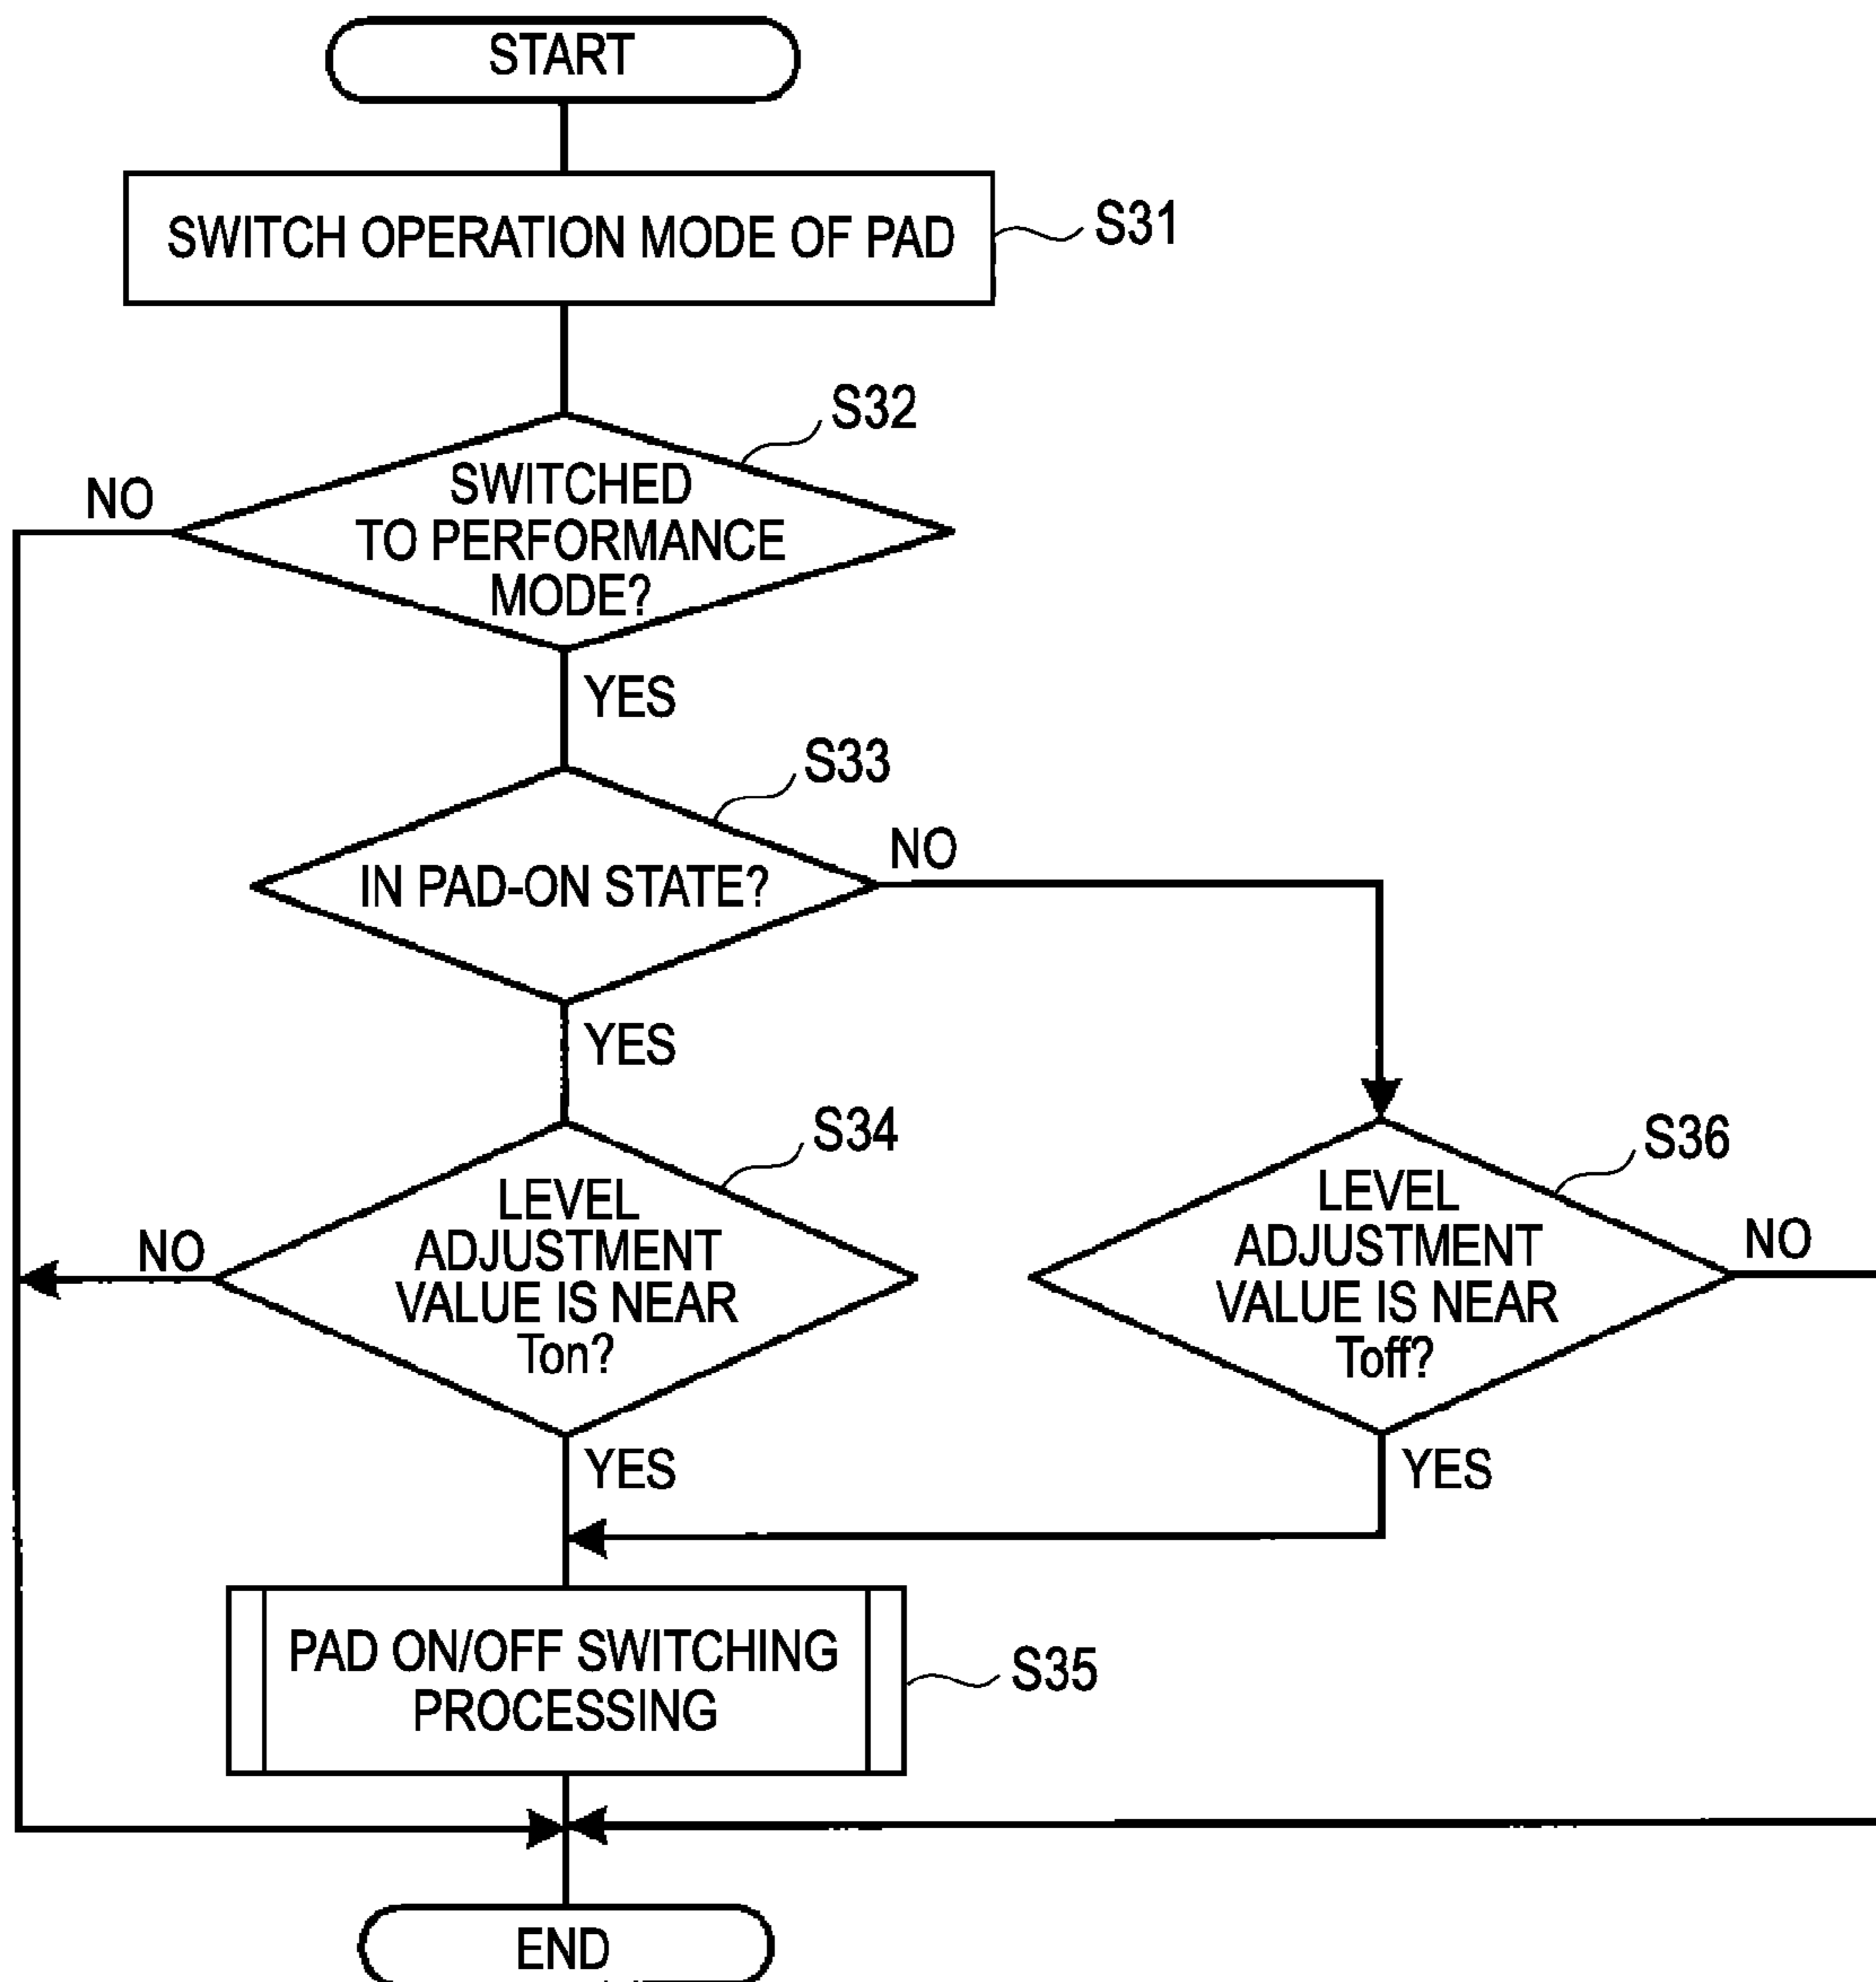 START
SWITCH OPERATION MODE OF PAD
S31
S32
NO
SWITCHED
TO PERFORMANCE
MODE?
YES
S33
IN PAD-ON STATE?
NO
YES
S34
LEVEL
ADJUSTMENT
VALUE IS NEAR
Ton?
NO
YES
S36
LEVEL
ADJUSTMENT
VALUE IS NEAR
Toff?
NO
YES
PAD ON/OFF SWITCHING
PROCESSING
S35
END